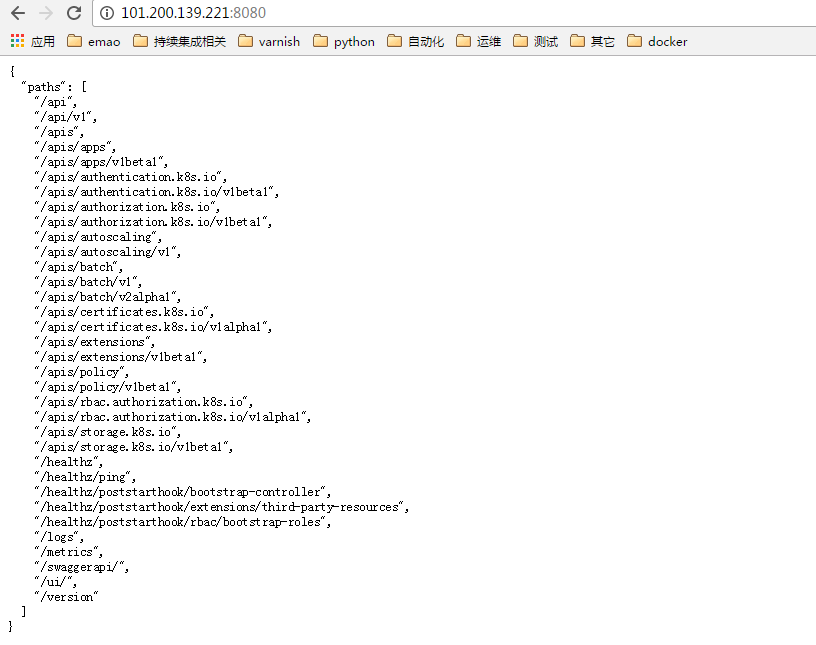 101.200.139.221:8080
应用 emao 持续集成相关 varnish python 自动化 运维 测试 其它 docker
{
"paths": [
"/api",
"/api/v1",
"/apis",
"/apis/apps",
"/apis/apps/v1beta1",
"/apis/authentication.k8s.io",
"/apis/authentication.k8s.io/v1beta1",
"/apis/authorization.k8s.io",
"/apis/authorization.k8s.io/v1beta1",
"/apis/autoscaling",
"/apis/autoscaling/v1",
"/apis/batch",
"/apis/batch/v1",
"/apis/batch/v2alpha1",
"/apis/certificates.k8s.io",
"/apis/certificates.k8s.io/v1alpha1",
"/apis/extensions",
"/apis/extensions/v1beta1",
"/apis/policy",
"/apis/policy/v1beta1",
"/apis/rbac.authorization.k8s.io",
"/apis/rbac.authorization.k8s.io/v1alpha1",
"/apis/storage.k8s.io",
"/apis/storage.k8s.io/v1beta1",
"/healthz",
"/healthz/ping",
"/healthz/poststarthook/bootstrap-controller",
"/healthz/poststarthook/extensions/third-party-resources",
"/healthz/poststarthook/rbac/bootstrap-roles",
"/logs",
"/metrics",
"/swaggerapi/",
"/ui/",
"/version"
]
}